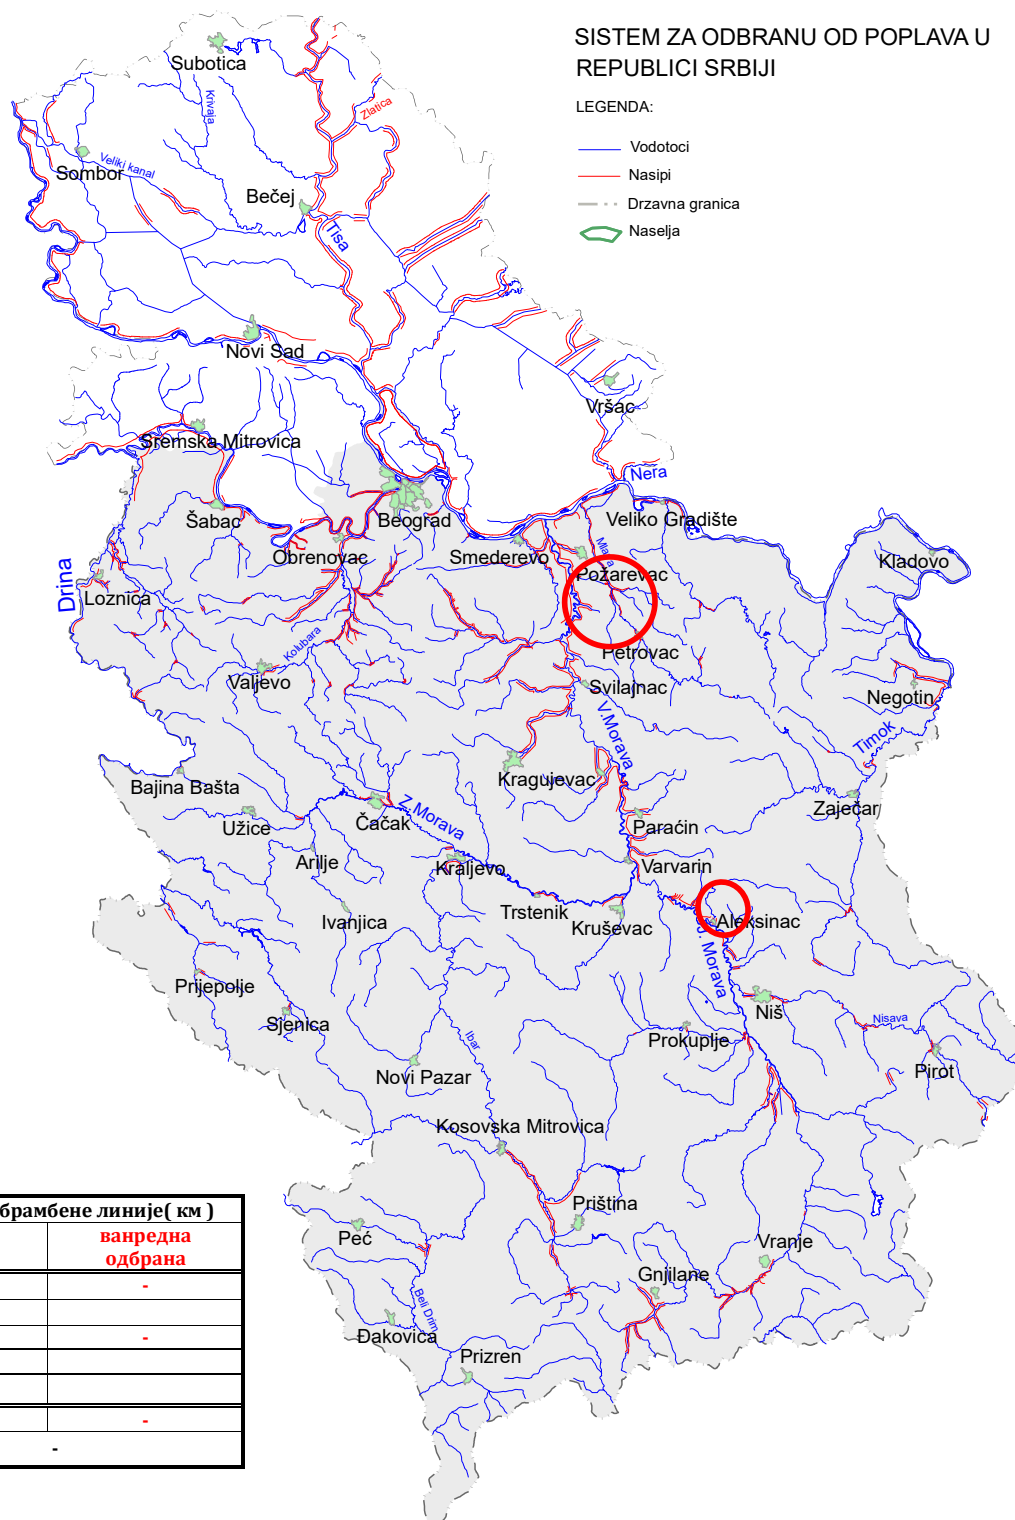 SISTEM ZA ODBRANU OD POPLAVA U
REPUBLICI SRBIJI
LEGENDA:
Vodotoci
Nasipi
Drzavna granica
Naselja
Subotica
Krivaja
Zlatica
Sombor
Veliki kanal
Bečej
Tisa
Novi Sad
Vršac
Sremska Mitrovica
Nera
Šabac
Beograd
Veliko Gradište
Obrenovac
Smederevo
Kladovo
Drina
Loznica
Požarevac
Kolubara
Petrovac
Valjevo
Svilajnac
Negotin
V.Morava
Timok
Bajina Bašta
Kragujevac
Zaječar
Užice
Čačak
Z.Morava
Paraćin
Arilje
Kraljevo
Varvarin
Ivanjica
Trstenik
Kruševac
Aleksinac
J. Morava
Prijepolje
Sjenica
Niš
Nisava
Ibar
Prokuplje
Pirot
Novi Pazar
Kosovska Mitrovica
Peć
Priština
Vranje
Gnjilane
Beli Drim
Đakovica
Prizren
брамбене линије( км )
ванредна
одбрана
-
-
-
-